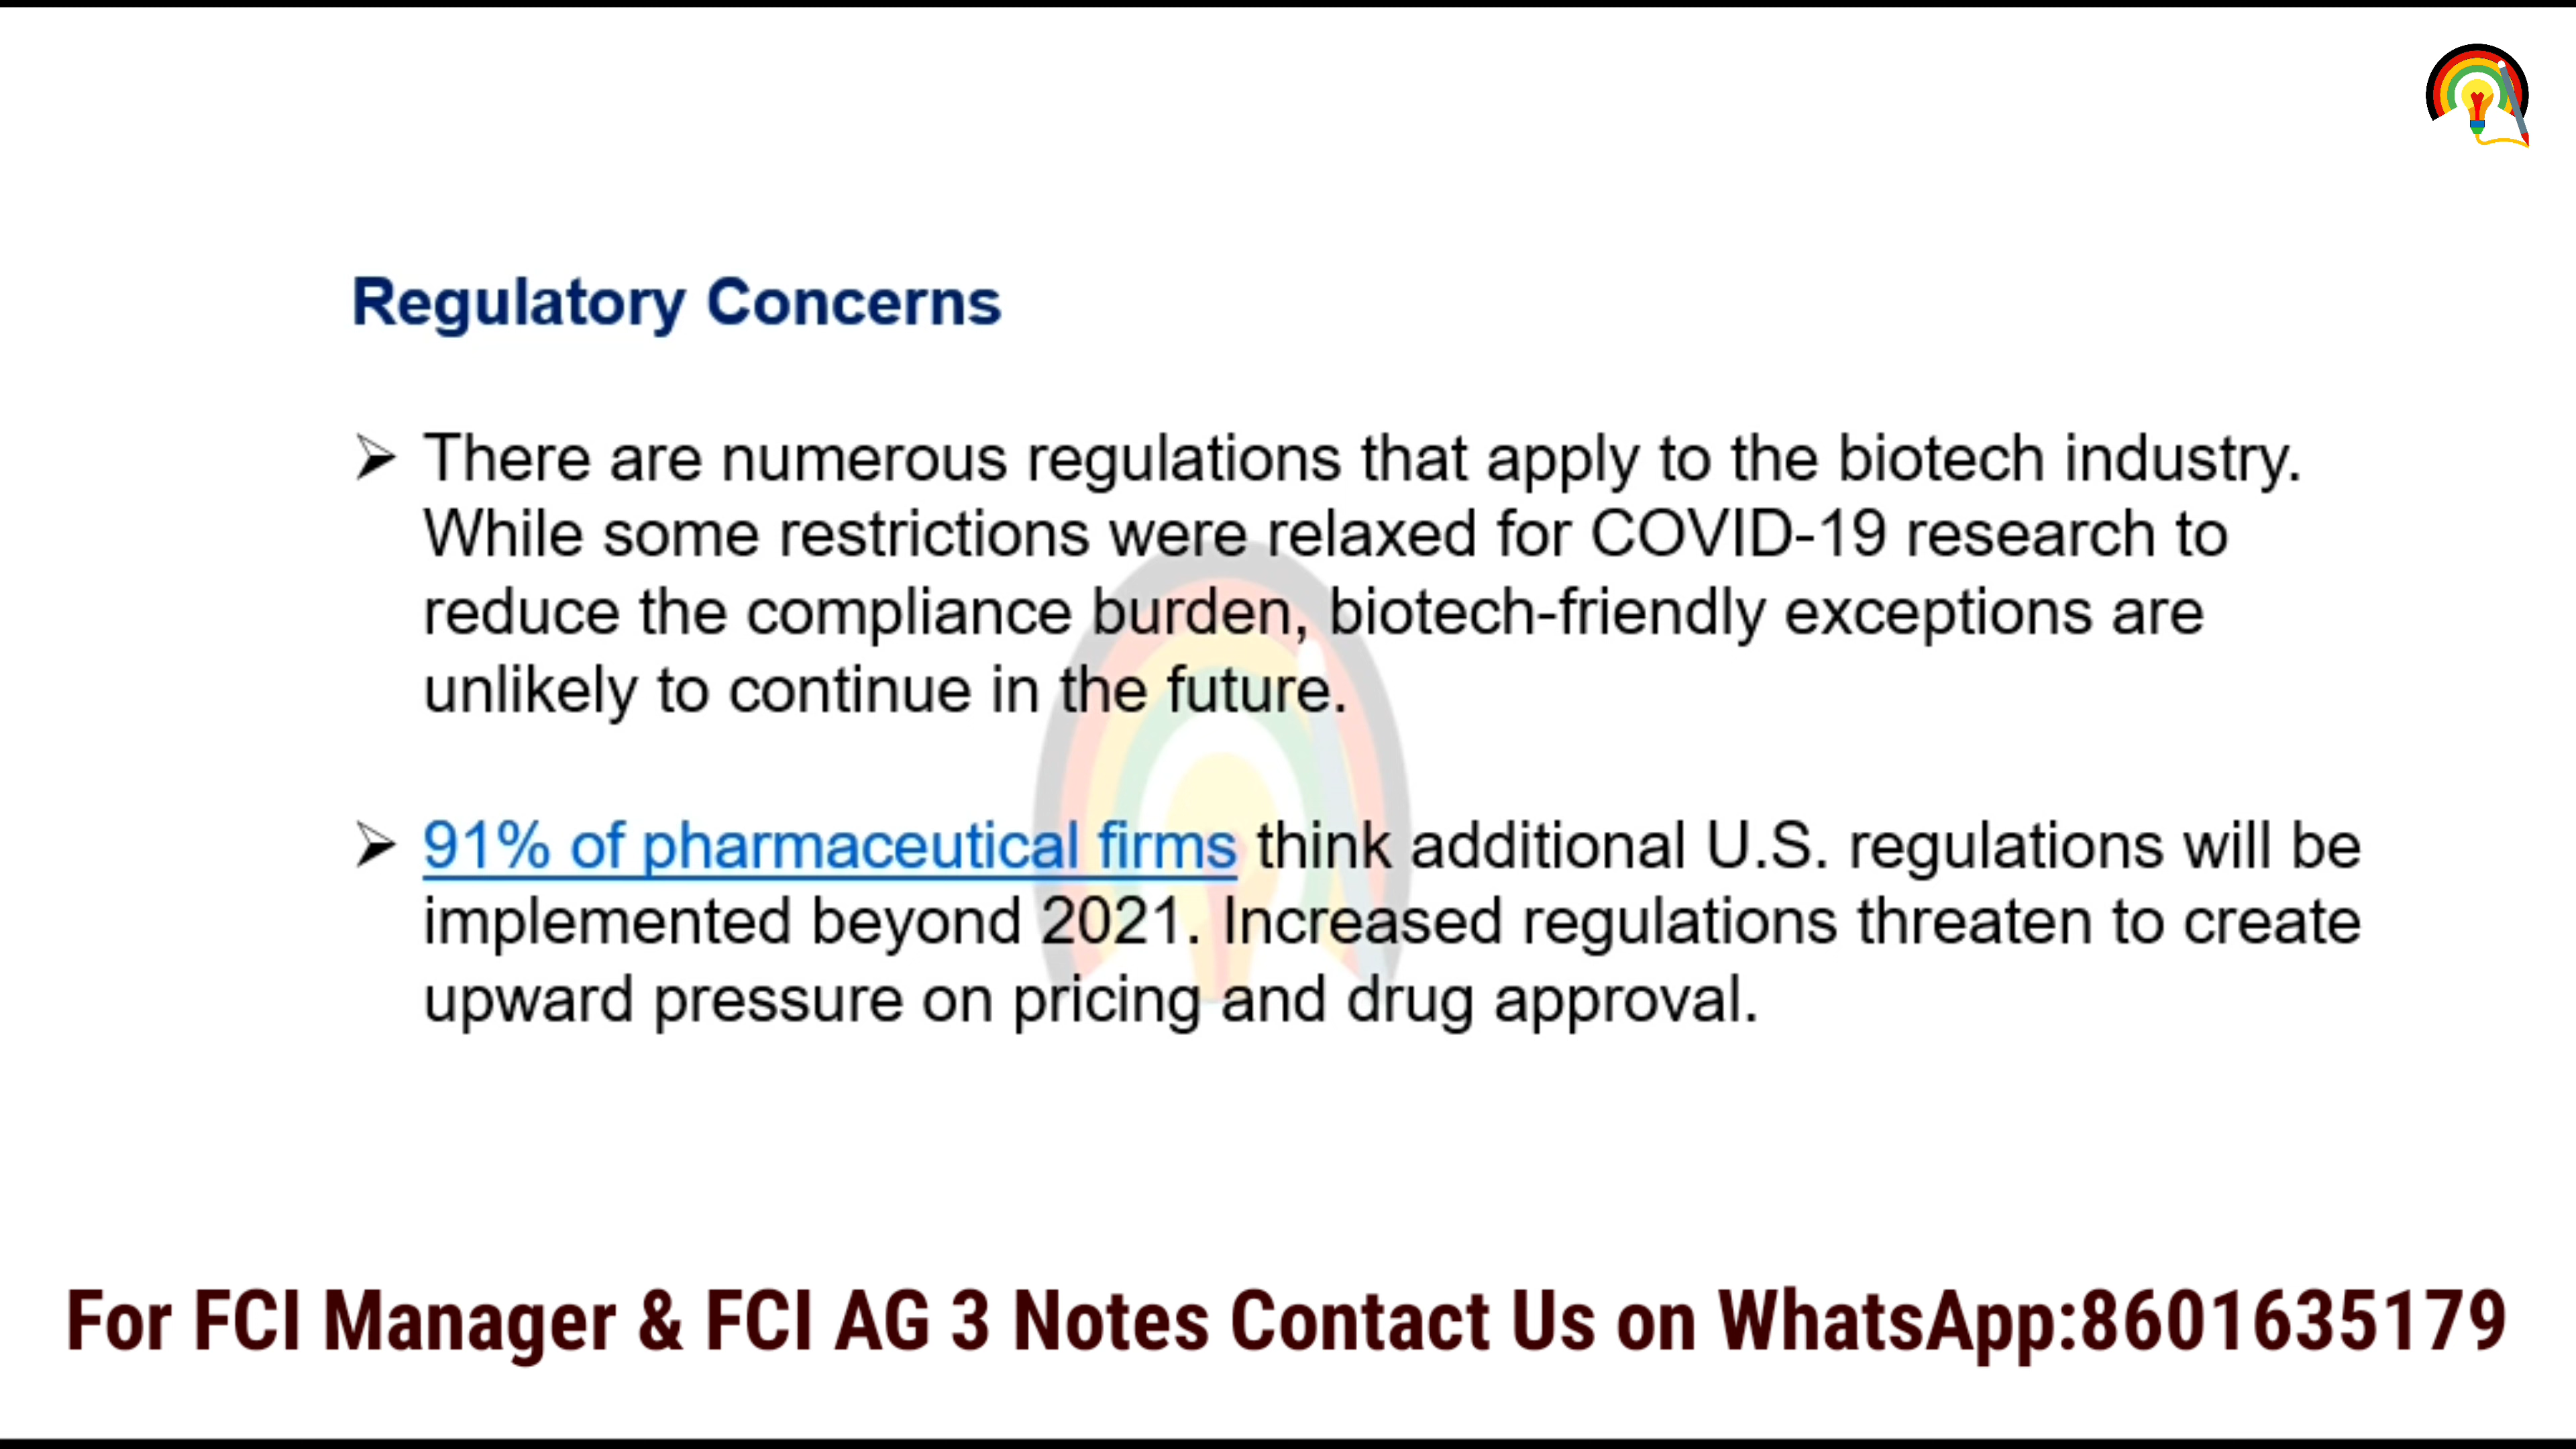 Regulatory Concerns
There are numerous regulations that apply to the biotech industry.
While some restrictions were relaxed for COVID-19 research to
reduce the compliance burden, biotech-friendly exceptions are
unlikely to continue in the future.
91% of pharmaceutical firms think additional U.S. regulations will be
implemented beyond 2021. Increased regulations threaten to create
upward pressure on pricing and drug approval.
For FCI Manager & FCI AG 3 Notes Contact Us on WhatsApp:8601635179